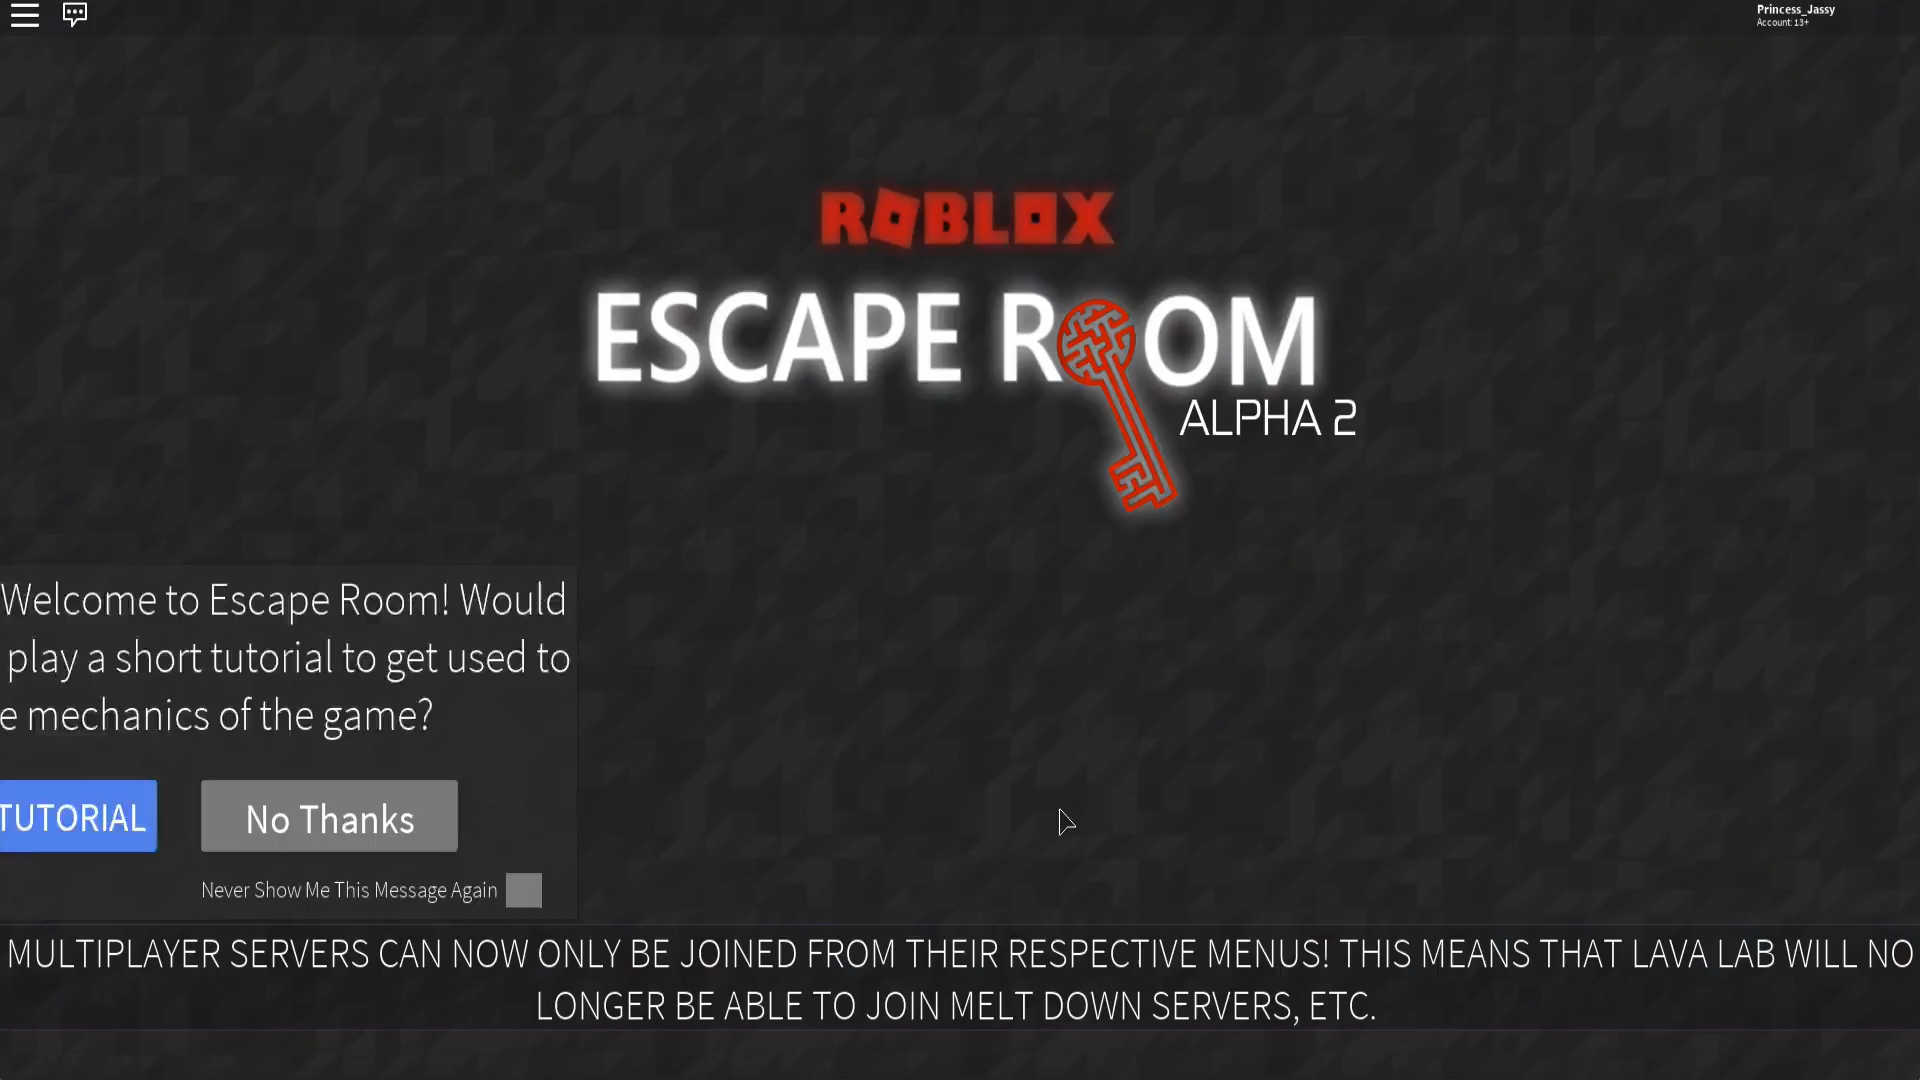 Princess_Jassy
Account: 13+
ROBLOX
ESCAPE ROOM
ALPHA 2
Welcome to Escape Room! Would
play a short tutorial to get used to
e mechanics of the game?
TUTORIAL
No Thanks
Never Show Me This Message Again
MULTIPLAYER SERVERS CAN NOW ONLY BE JOINED FROM THEIR RESPECTIVE MENUS! THIS MEANS THAT LAVA LAB WILL NO
LONGER BE ABLE TO JOIN MELT DOWN SERVERS, ETC.